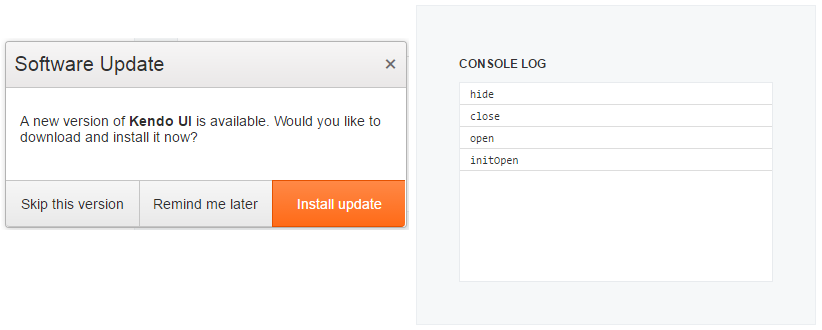 Software Update
A new version of Kendo UI is available. Would you like to
download and install it now?
Skip this version
Remind me later
Install update
CONSOLE LOG
hide
close
open
initOpen